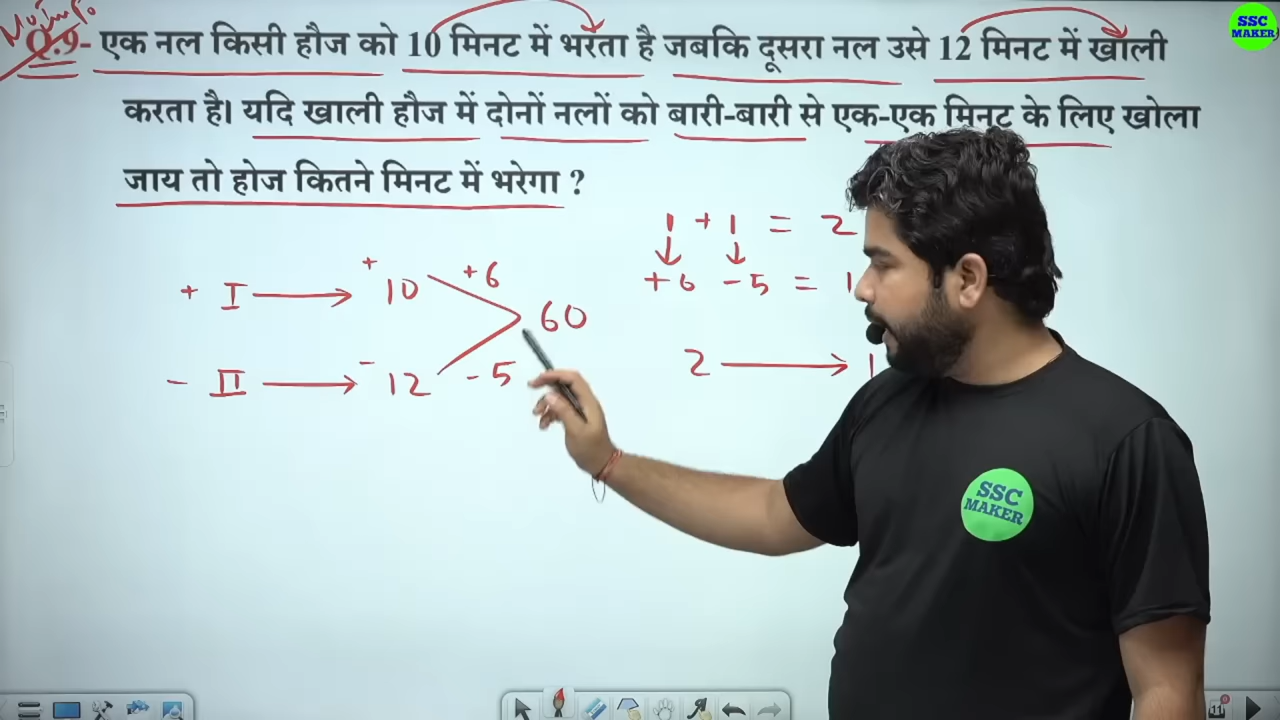 Q.9- एक नल किसी हौज को 10 मिनट में भरता है जबकि दूसरा नल उसे 12 मिनट में खाली
करता है। यदि खाली हौज में दोनों नलों को बारी-बारी से एक-एक मिनट के लिए खोला
जाय तो होज कितने मिनट में भरेगा ?
1 + 1 = 2
+6 -5 = 1
+ I → + 10 +6
60
- II → - 12 -5
2 → 1
SSC
MAKER
SSC
MAKER